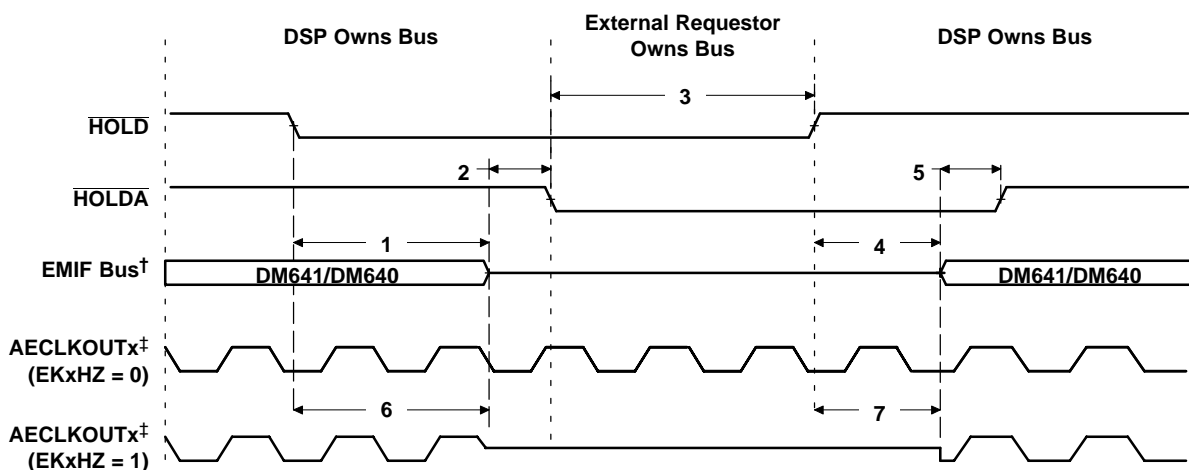 DSP Owns Bus
External Requestor
Owns Bus
DSP Owns Bus
3
HOLD
2
5
HOLDA
1
4
EMIF Bus†
DM641/DM640
DM641/DM640
AECLKOUTx‡
(EKxHZ = 0)
6
7
AECLKOUTx‡
(EKxHZ = 1)